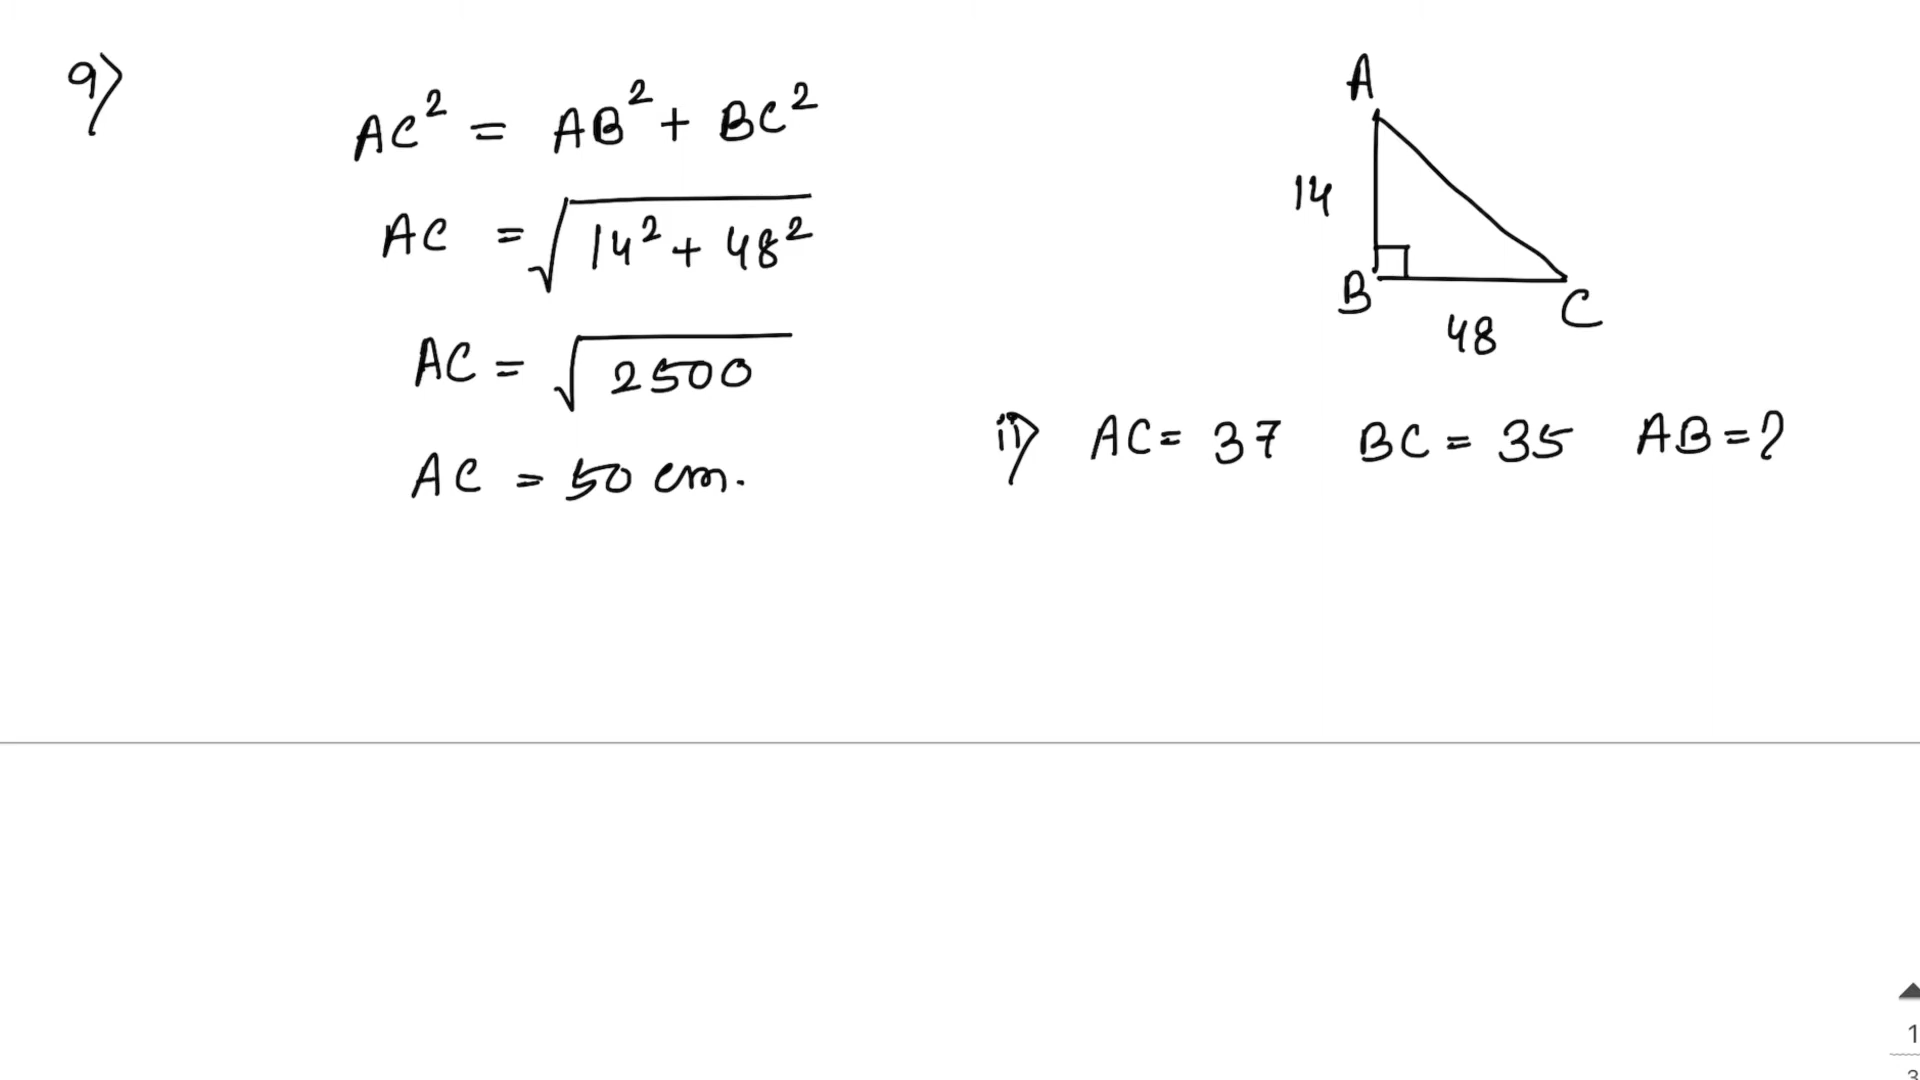 9)
AC² = AB² + BC²
AC = √14² + 48²
AC = √2500
AC = 50 cm.
A
14
B
C
48
ii) AC = 37 BC = 35 AB = ?
1
3